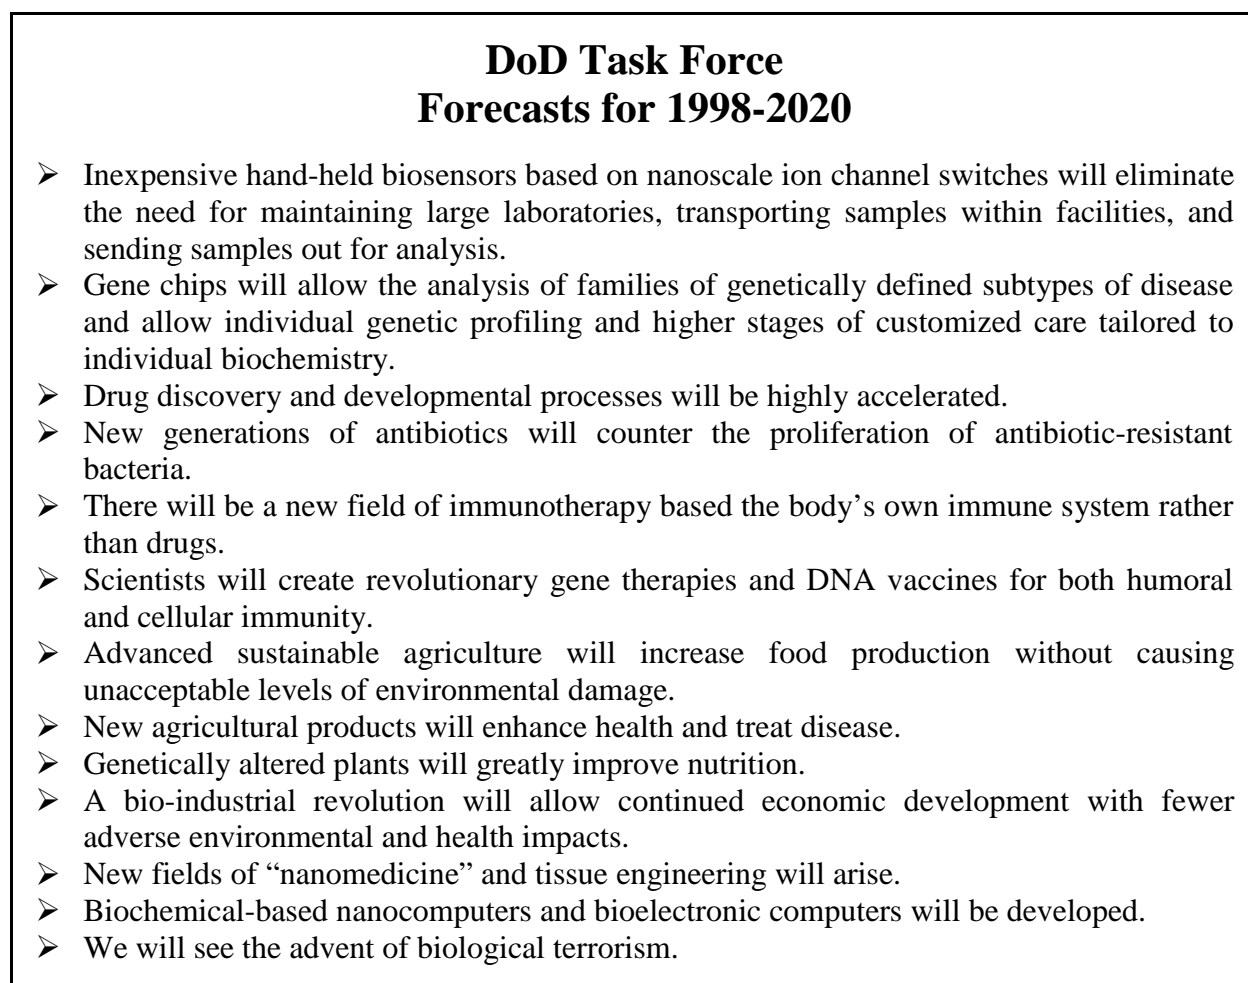 DoD Task Force
Forecasts for 1998-2020
➢ Inexpensive hand-held biosensors based on nanoscale ion channel switches will eliminate
the need for maintaining large laboratories, transporting samples within facilities, and
sending samples out for analysis.
➢ Gene chips will allow the analysis of families of genetically defined subtypes of disease
and allow individual genetic profiling and higher stages of customized care tailored to
individual biochemistry.
➢ Drug discovery and developmental processes will be highly accelerated.
➢ New generations of antibiotics will counter the proliferation of antibiotic-resistant
bacteria.
➢ There will be a new field of immunotherapy based the body’s own immune system rather
than drugs.
➢ Scientists will create revolutionary gene therapies and DNA vaccines for both humoral
and cellular immunity.
➢ Advanced sustainable agriculture will increase food production without causing
unacceptable levels of environmental damage.
➢ New agricultural products will enhance health and treat disease.
➢ Genetically altered plants will greatly improve nutrition.
➢ A bio-industrial revolution will allow continued economic development with fewer
adverse environmental and health impacts.
➢ New fields of “nanomedicine” and tissue engineering will arise.
➢ Biochemical-based nanocomputers and bioelectronic computers will be developed.
➢ We will see the advent of biological terrorism.